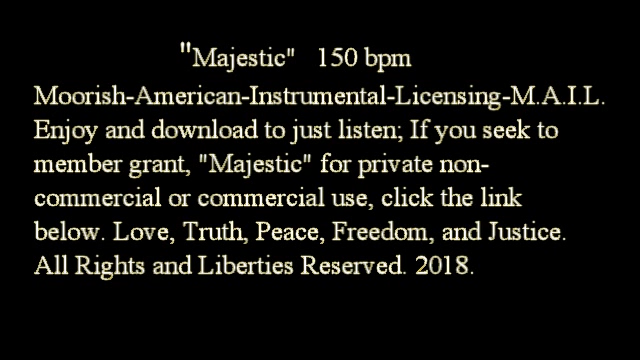 "Majestic" 150 bpm
Moorish-American-Instrumental-Licensing-M.A.I.L.
Enjoy and download to just listen; If you seek to
member grant, "Majestic" for private non-
commercial or commercial use, click the link
below. Love, Truth, Peace, Freedom, and Justice.
All Rights and Liberties Reserved. 2018.